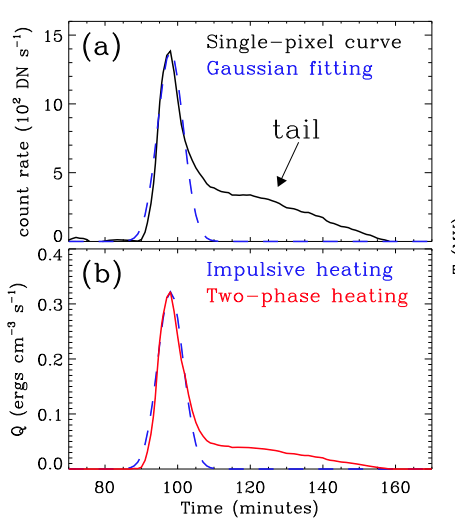 (a)
Single-pixel curve
Gaussian fitting
tail
count rate (10² DN s⁻¹)
15
10
5
0
(b)
Impulsive heating
Two-phase heating
Q (ergs cm⁻³ s⁻¹)
0.4
0.3
0.2
0.1
0.0
80 100 120 140 160
Time (minutes)